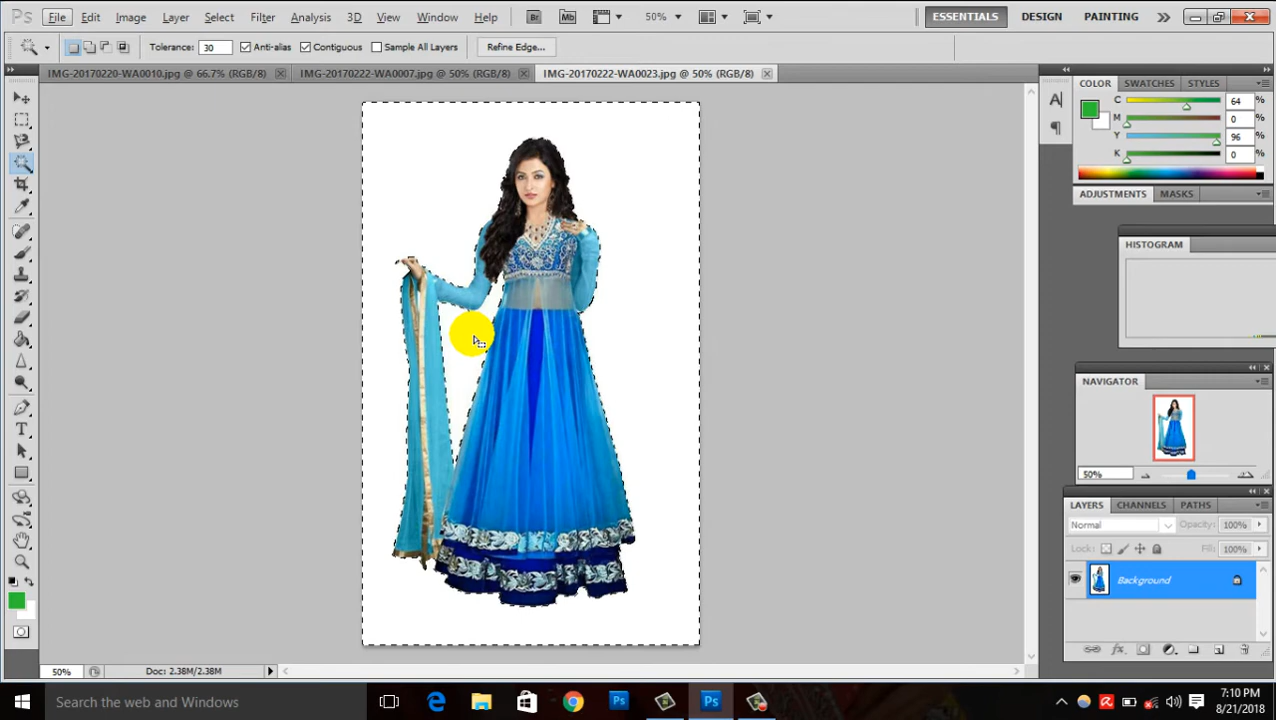 Ps File Edit Image Layer Select Filter Analysis 3D View Window Help Br Mb 50% ESSENTIALS DESIGN PAINTING
Tolerance: 30 Anti-alias Contiguous Sample All Layers Refine Edge...
IMG-20170220-WA0010.jpg @ 66.7% (RGB/8) IMG-20170222-WA0007.jpg @ 50% (RGB/8) IMG-20170222-WA0023.jpg @ 50% (RGB/8)
COLOR SWATCHES STYLES
C 64 %
M 0 %
Y 96 %
K 0 %
ADJUSTMENTS MASKS
HISTOGRAM
NAVIGATOR
50%
LAYERS CHANNELS PATHS
Normal Opacity: 100%
Lock: Fill: 100%
Background
50% Doc: 2.38M/2.38M
Search the web and Windows
Ps Ps
7:10 PM
8/21/2018